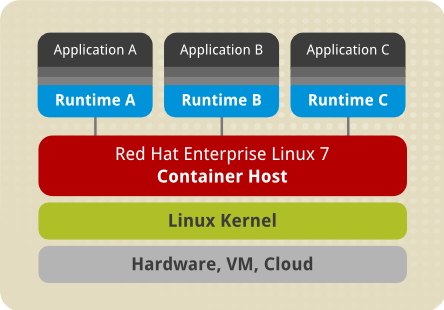 Application A
Application B
Application C
Runtime A
Runtime B
Runtime C
Red Hat Enterprise Linux 7
Container Host
Linux Kernel
Hardware, VM, Cloud